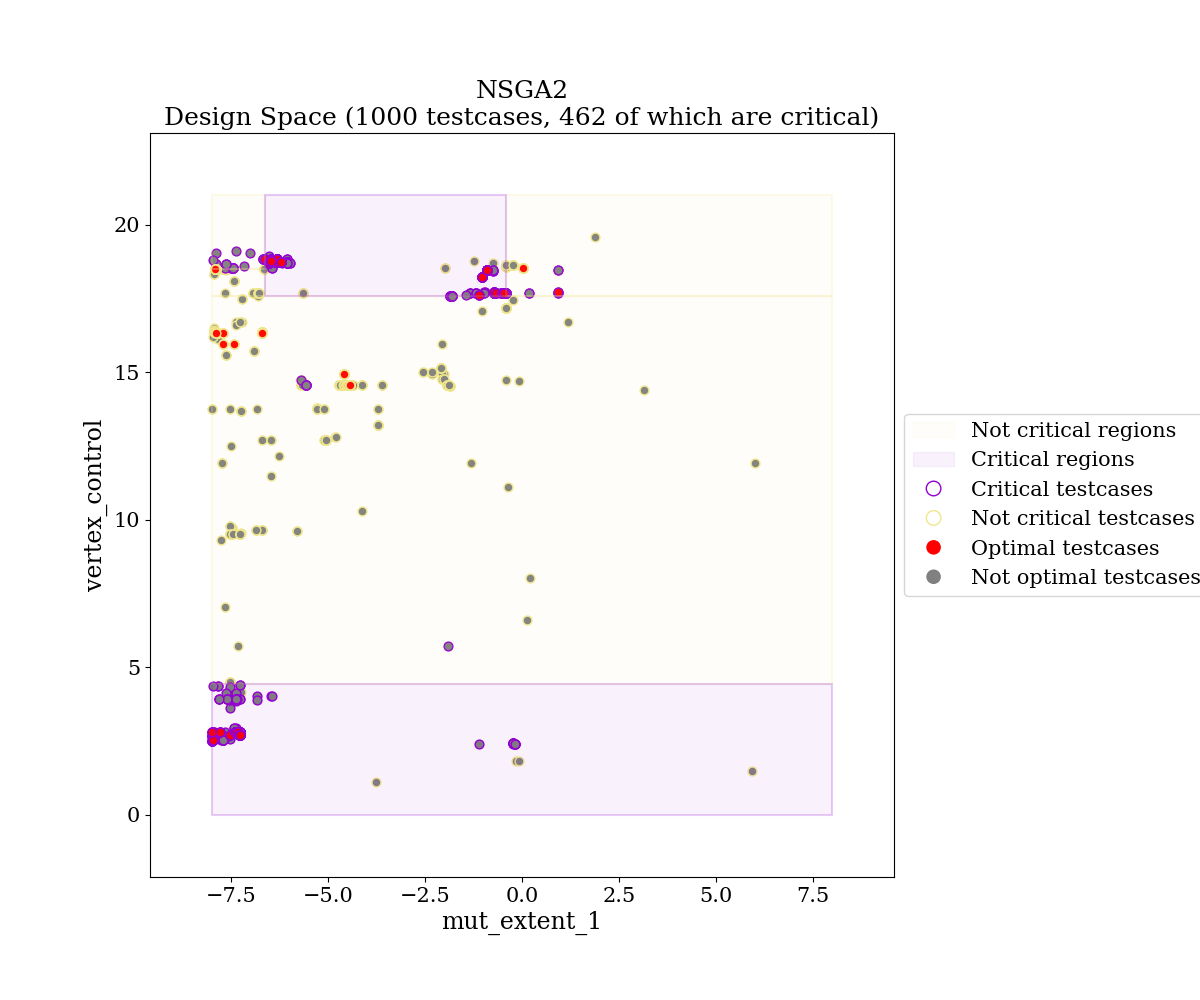 NSGA2
Design Space (1000 testcases, 462 of which are critical)
20
15
10
5
0
vertex_control
−7.5 −5.0 −2.5 0.0 2.5 5.0 7.5
mut_extent_1
Not critical regions
Critical regions
Critical testcases
Not critical testcases
Optimal testcases
Not optimal testcases